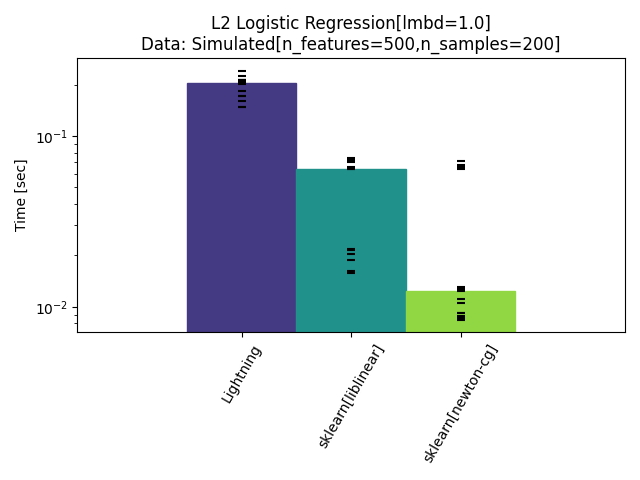 L2 Logistic Regression[lmbd=1.0]
Data: Simulated[n_features=500,n_samples=200]
Time [sec]
10⁻¹
10⁻²
Lightning
sklearn[liblinear]
sklearn[newton-cg]